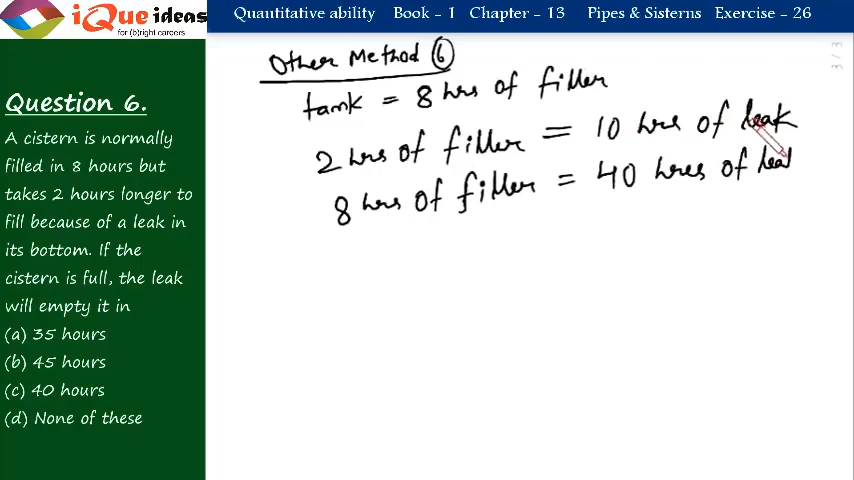 iQue ideas
for (b)right careers
Quantitative ability Book - 1 Chapter - 13 Pipes & Sisterns Exercise - 26
Question 6.
A cistern is normally
filled in 8 hours but
takes 2 hours longer to
fill because of a leak in
its bottom. If the
cistern is full, the leak
will empty it in
(a) 35 hours
(b) 45 hours
(c) 40 hours
(d) None of these
Other Method 6
tank = 8 hrs of filler
2 hrs of filler = 10 hrs of leak
8 hrs of filler = 40 hres of leal